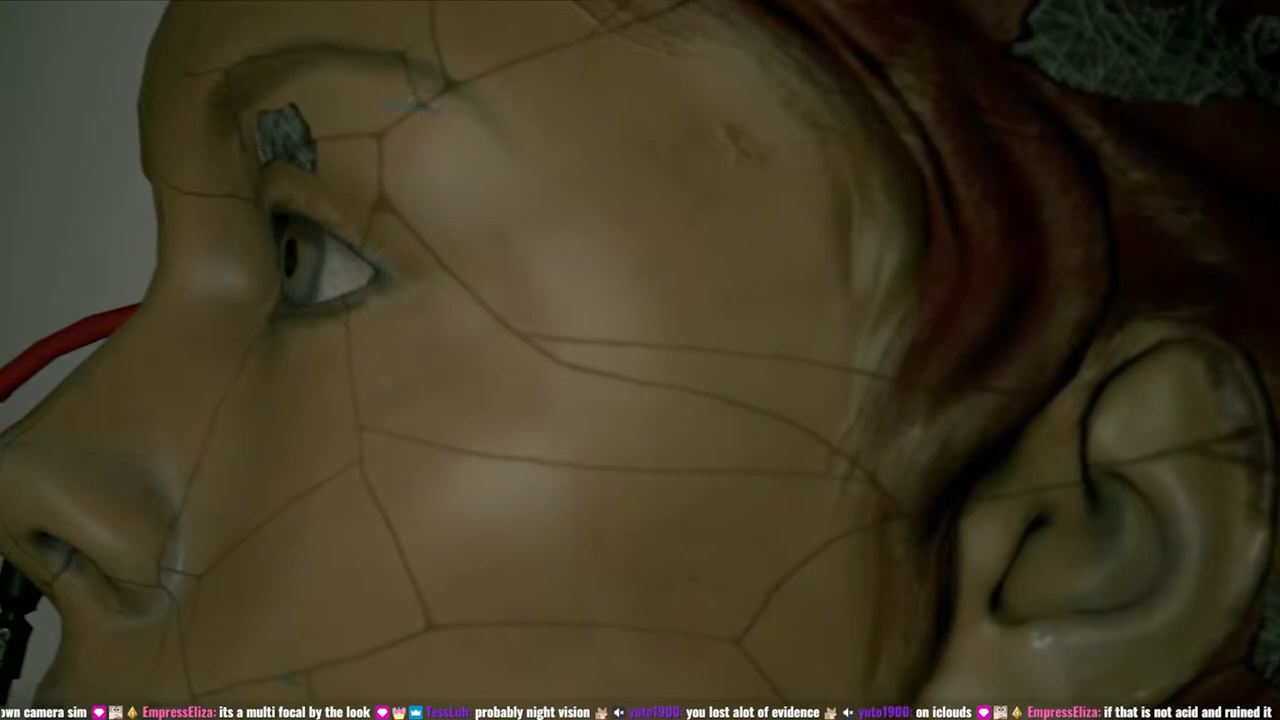 own camera sim EmpressEliza: its a multi focal by the look TessLuh: probably night vision yuto1900: you lost alot of evidence yuto1900: on iclouds EmpressEliza: if that is not acid and ruined it